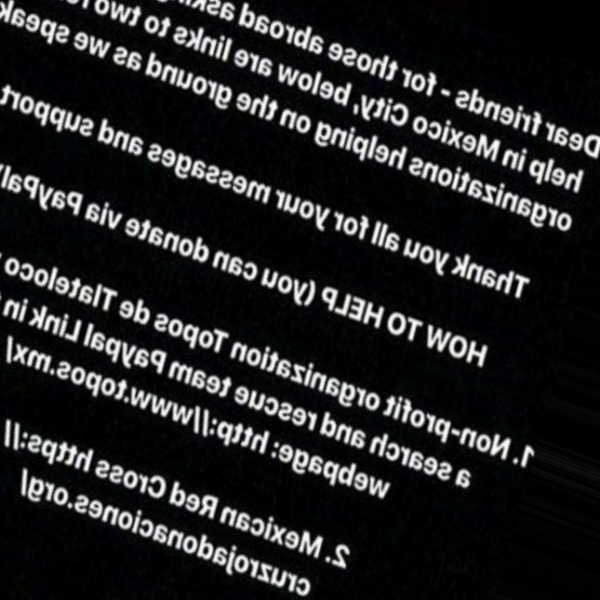 Dear friends - for those abroad
help in Mexico City, below are links to two
organizations helping on the ground as we speak
Thank you all for your messages and support
HOW TO HELP (you can donate via PayPal)
1. Non-profit organization Topos de Tlateloco
a search and rescue team Paypal Link in
webpage: http://www.topos.mx/
2. Mexican Red Cross https://
cruzrojadonaciones.org/